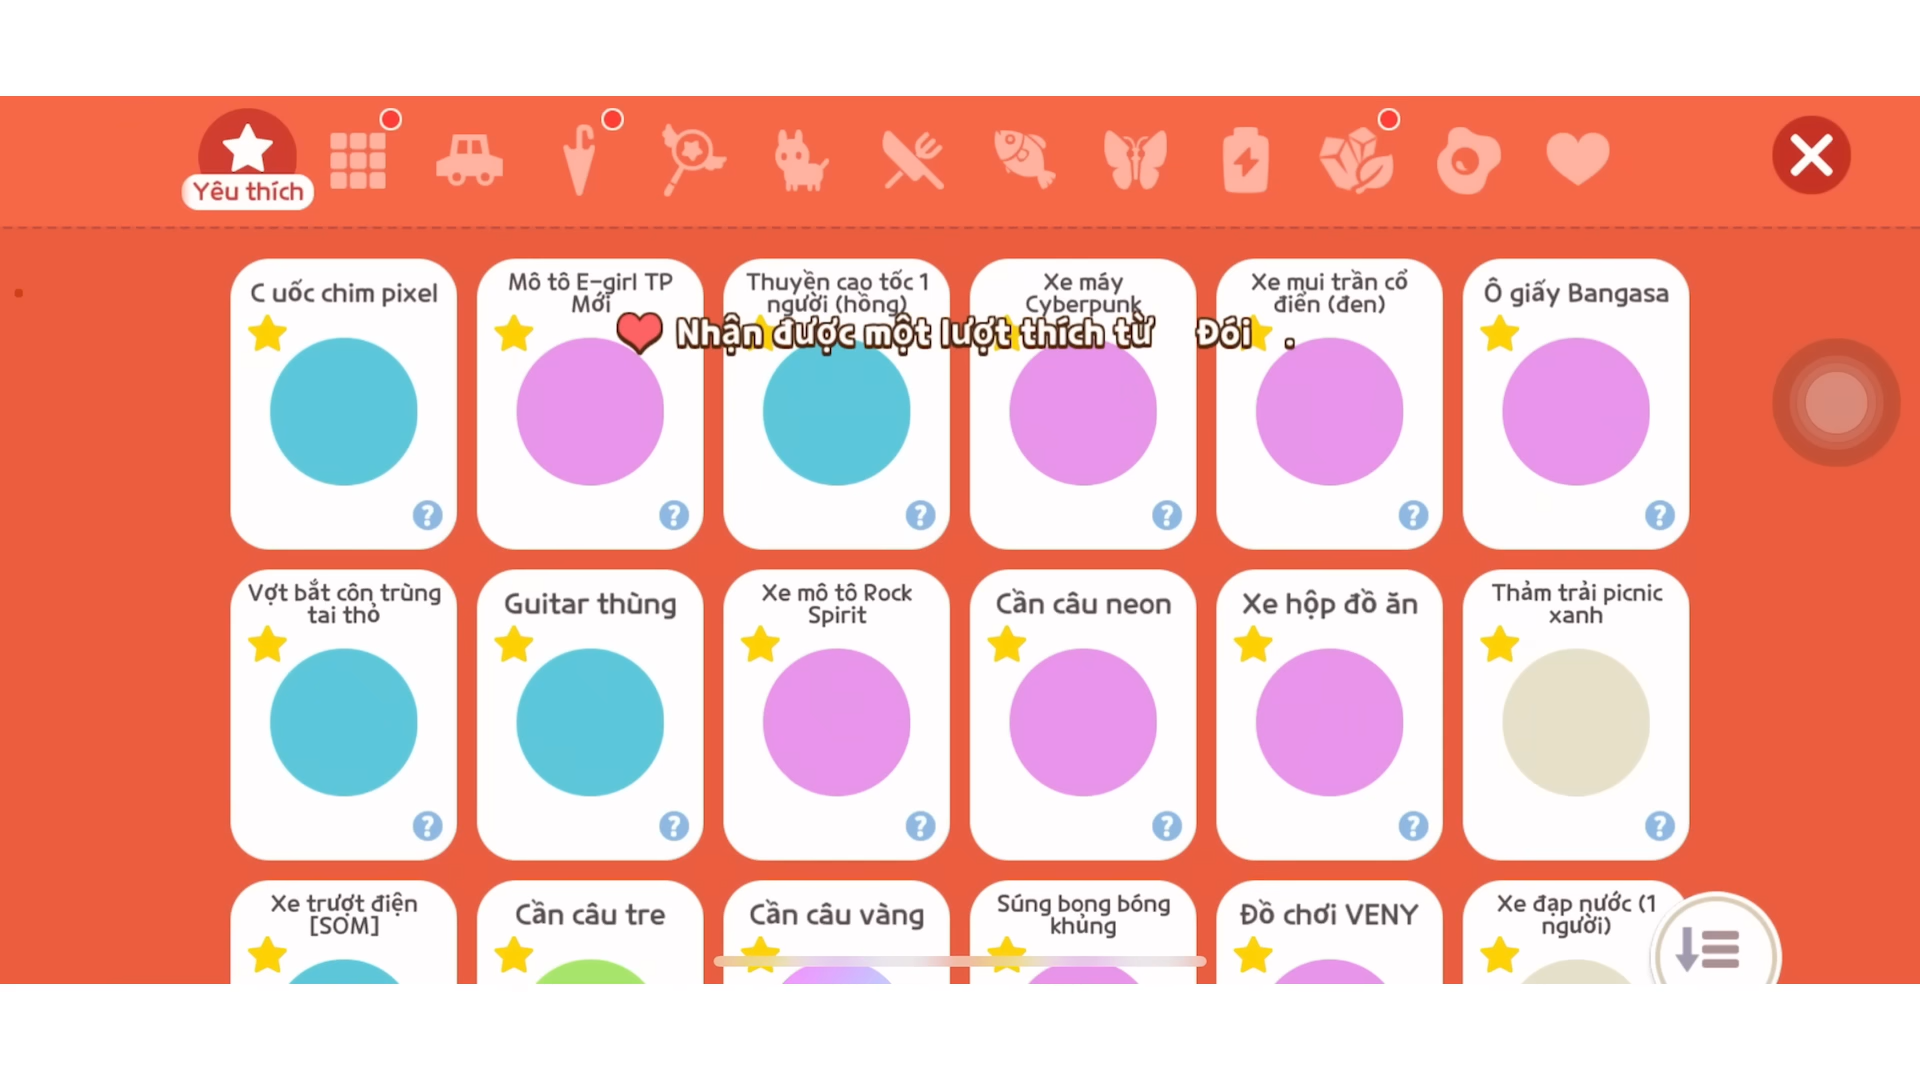 Yêu thích
C uốc chim pixel
Mô tô E-girl TP
Mới
Thuyền cao tốc 1
người (hồng)
Xe máy
Cyberpunk
Xe mui trần cổ
điển (đen)
Ô giấy Bangasa
Nhận được một lượt thích từ Đói .
?
?
?
?
?
?
Vợt bắt côn trùng
tai thỏ
Guitar thùng
Xe mô tô Rock
Spirit
Cần câu neon
Xe hộp đồ ăn
Thảm trải picnic
xanh
?
?
?
?
?
?
Xe trượt điện
[SOM]
Cần câu tre
Cần câu vàng
Súng bong bóng
khủng
Đồ chơi VENY
Xe đạp nước (1
người)